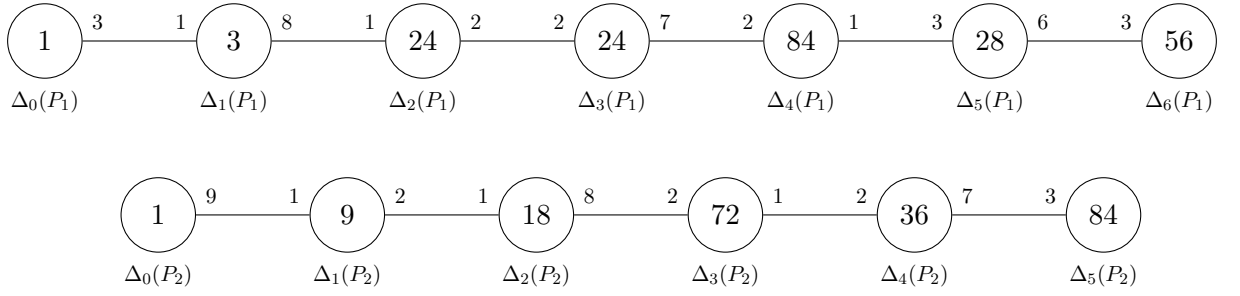 1 3 1 3 8 1 24 2 2 24 7 2 84 1 3 28 6 3 56
Δ₀(P₁) Δ₁(P₁) Δ₂(P₁) Δ₃(P₁) Δ₄(P₁) Δ₅(P₁) Δ₆(P₁)
1 9 1 9 2 1 18 8 2 72 1 2 36 7 3 84
Δ₀(P₂) Δ₁(P₂) Δ₂(P₂) Δ₃(P₂) Δ₄(P₂) Δ₅(P₂)